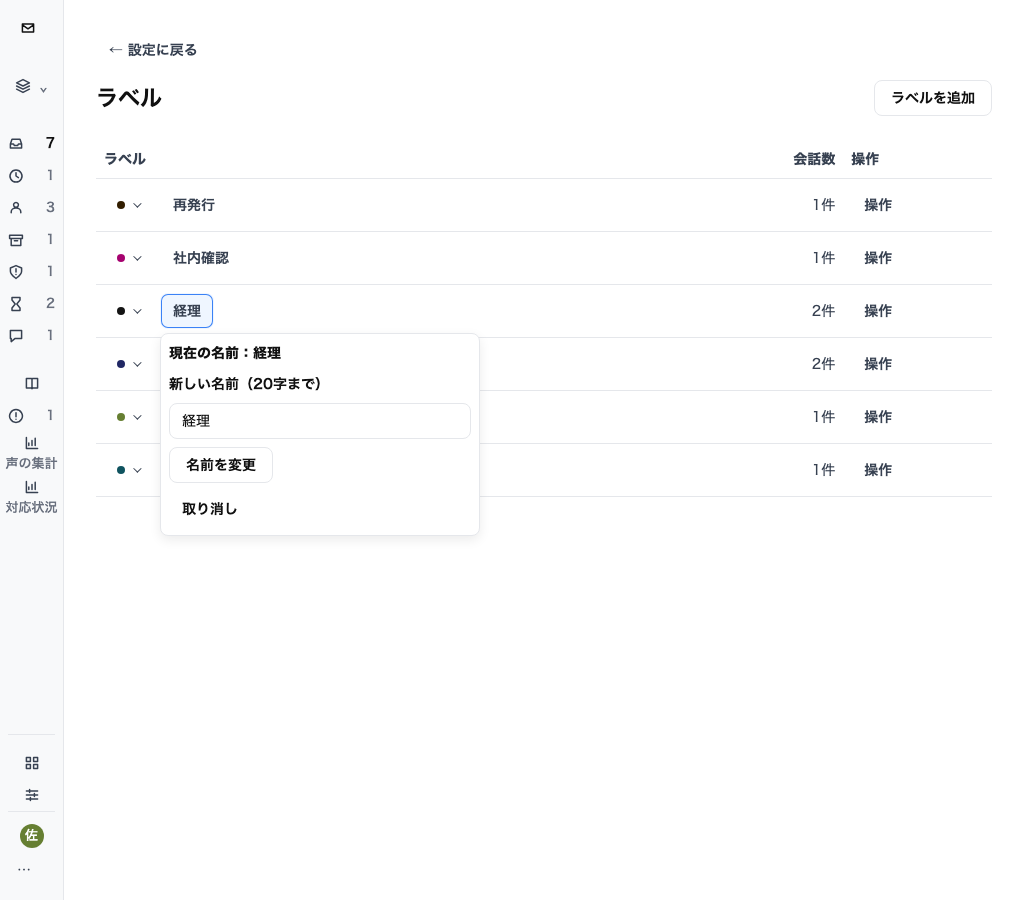 ← 設定に戻る
ラベル
ラベルを追加
ラベル 会話数 操作
再発行 1件 操作
社内確認 1件 操作
経理 2件 操作
現在の名前：経理
新しい名前（20字まで）
経理
名前を変更
取り消し
2件 操作
1件 操作
1件 操作
7
1
3
1
1
2
1
1
声の集計
対応状況
佐
…